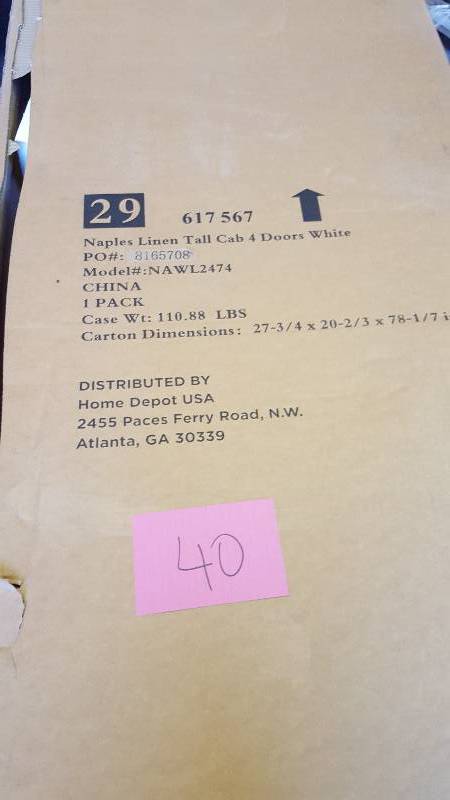 29 617 567
Naples Linen Tall Cab 4 Doors White
PO#: 8165708
Model#:NAWL2474
CHINA
1 PACK
Case Wt: 110.88 LBS
Carton Dimensions: 27-3/4 x 20-2/3 x 78-1/7 i
DISTRIBUTED BY
Home Depot USA
2455 Paces Ferry Road, N.W.
Atlanta, GA 30339
40